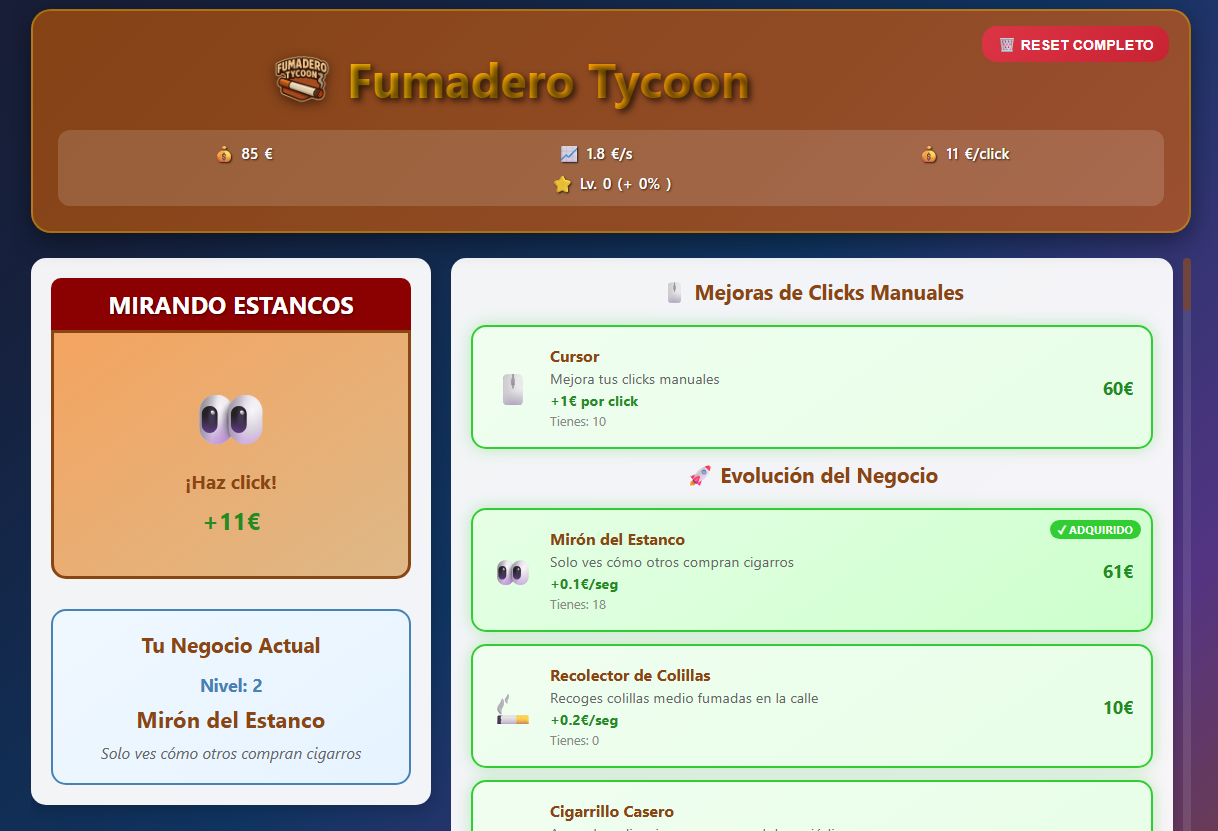 RESET COMPLETO
FUMADERO
TYCOON
Fumadero Tycoon
85 €
1.8 €/s
11 €/click
Lv. 0 (+ 0% )
MIRANDO ESTANCOS
¡Haz click!
+11€
Tu Negocio Actual
Nivel: 2
Mirón del Estanco
Solo ves cómo otros compran cigarros
Mejoras de Clicks Manuales
Cursor
Mejora tus clicks manuales
+1€ por click
Tienes: 10
60€
Evolución del Negocio
✓ ADQUIRIDO
Mirón del Estanco
Solo ves cómo otros compran cigarros
+0.1€/seg
Tienes: 18
61€
Recolector de Colillas
Recoges colillas medio fumadas en la calle
+0.2€/seg
Tienes: 0
10€
Cigarrillo Casero